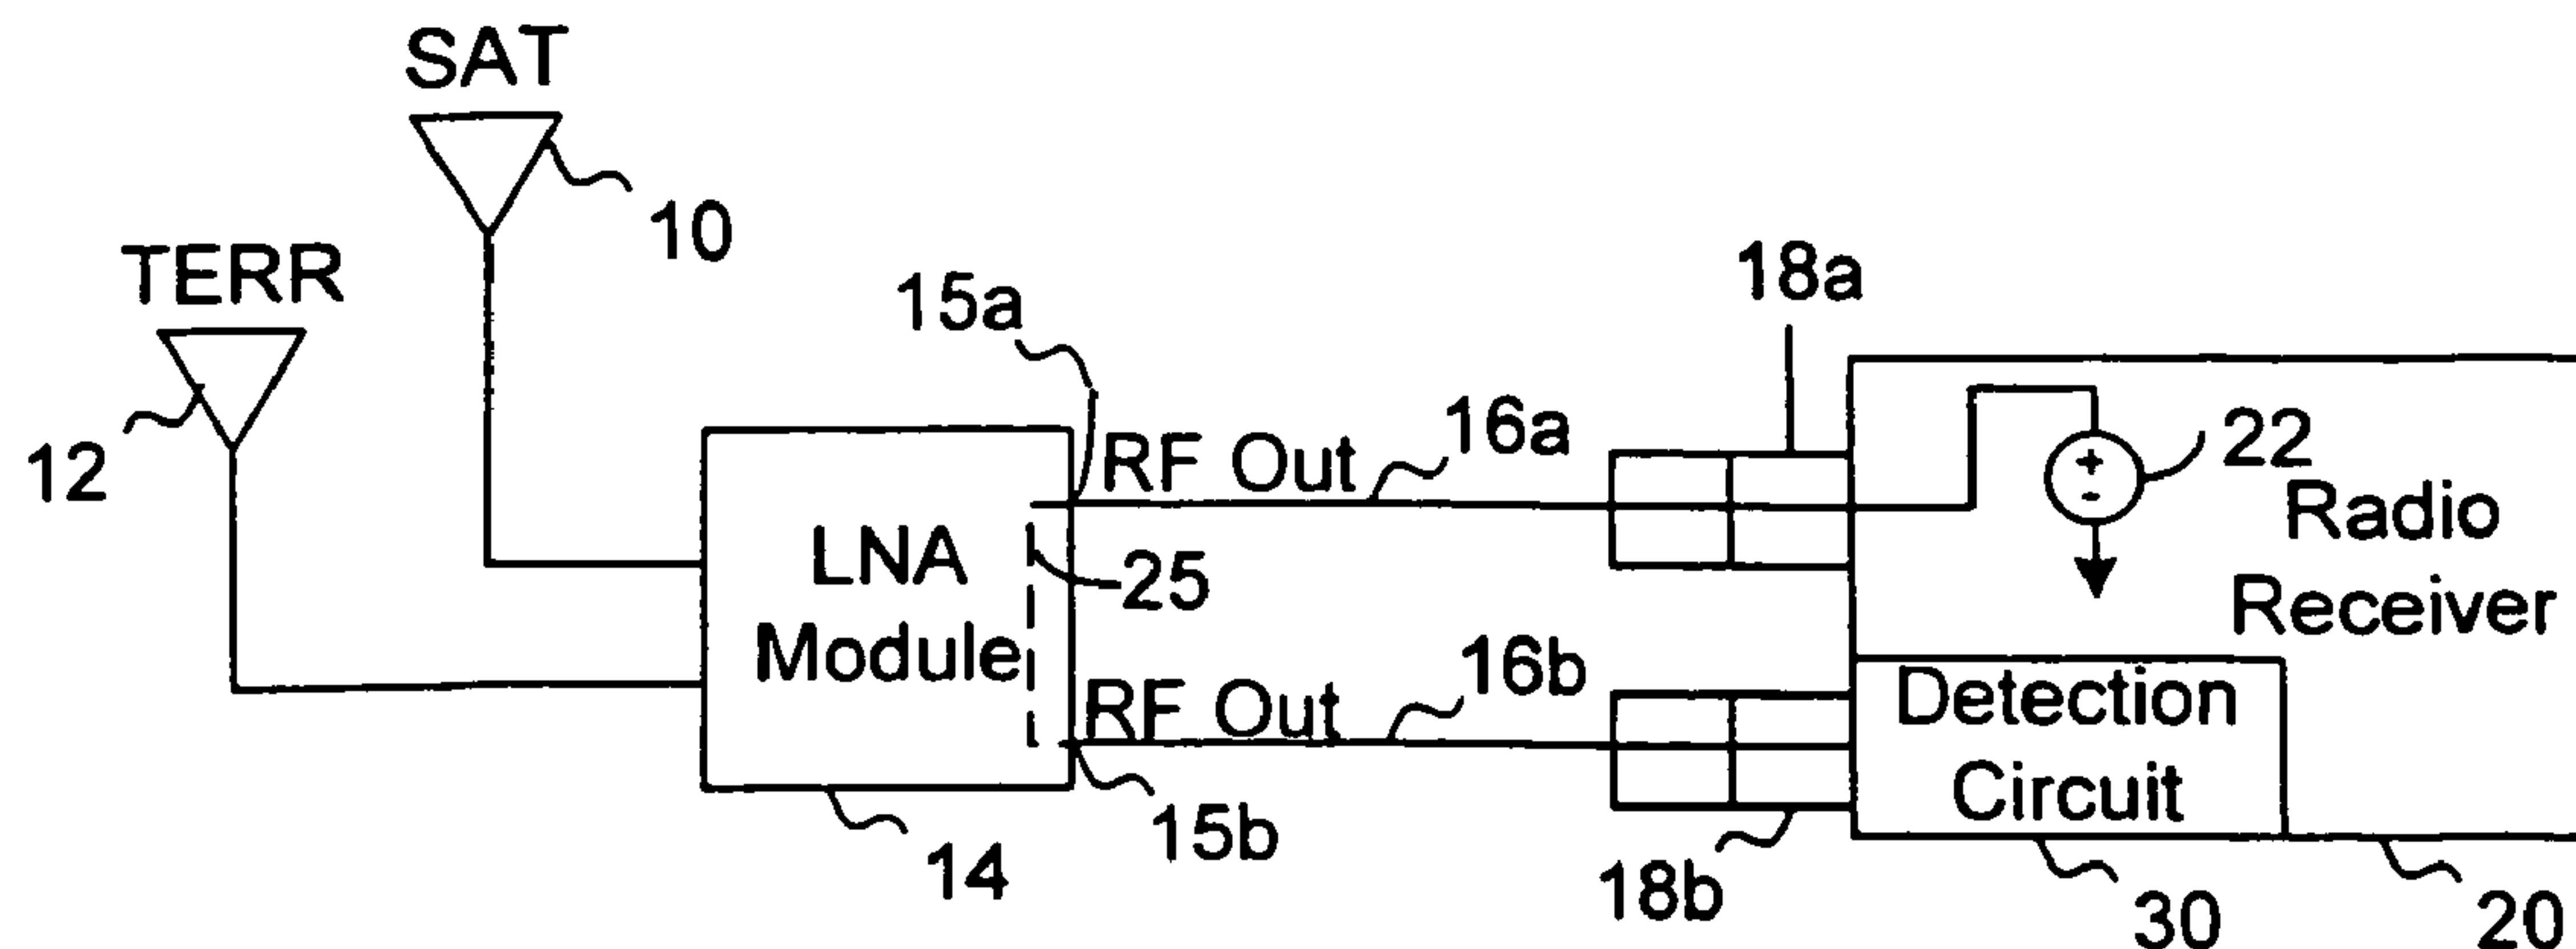 SAT
10
TERR
12
15a
18a
RF Out
16a
22
+
-
LNA
Module
25
Radio
Receiver
RF Out
16b
Detection
Circuit
15b
14
18b
30
20